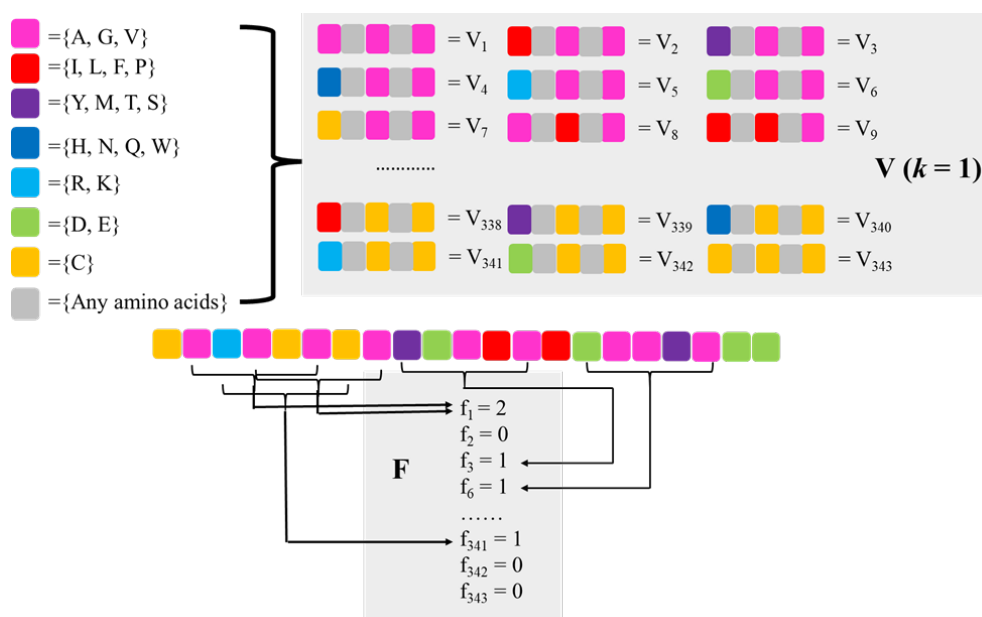 ={A, G, V}
={I, L, F, P}
={Y, M, T, S}
={H, N, Q, W}
={R, K}
={D, E}
={C}
={Any amino acids}
= V₁ = V₂ = V₃
= V₄ = V₅ = V₆
= V₇ = V₈ = V₉
............
V (k = 1)
= V₃₃₈ = V₃₃₉ = V₃₄₀
= V₃₄₁ = V₃₄₂ = V₃₄₃
F
f₁ = 2
f₂ = 0
f₃ = 1
f₆ = 1
……
f₃₄₁ = 1
f₃₄₂ = 0
f₃₄₃ = 0